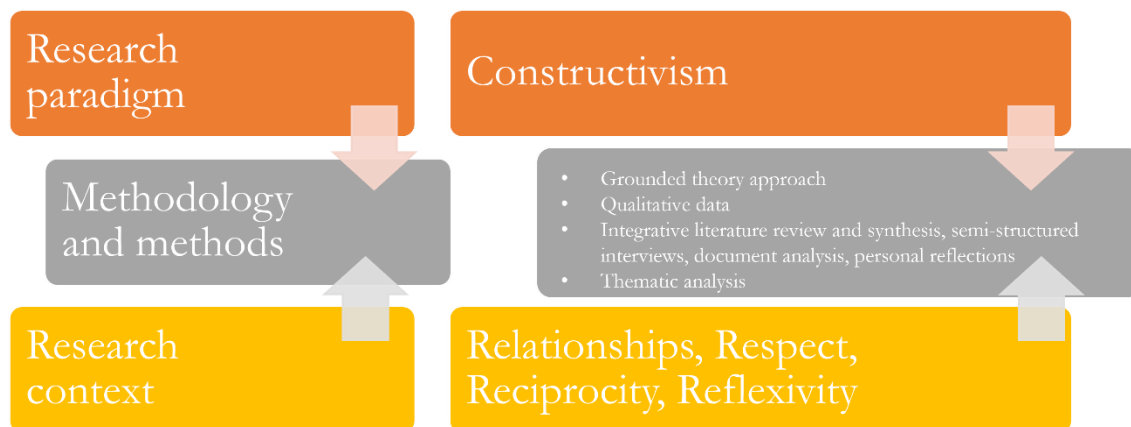 Research
paradigm
Constructivism
Methodology
and methods
• Grounded theory approach
• Qualitative data
• Integrative literature review and synthesis, semi-structured
interviews, document analysis, personal reflections
• Thematic analysis
Research
context
Relationships, Respect,
Reciprocity, Reflexivity